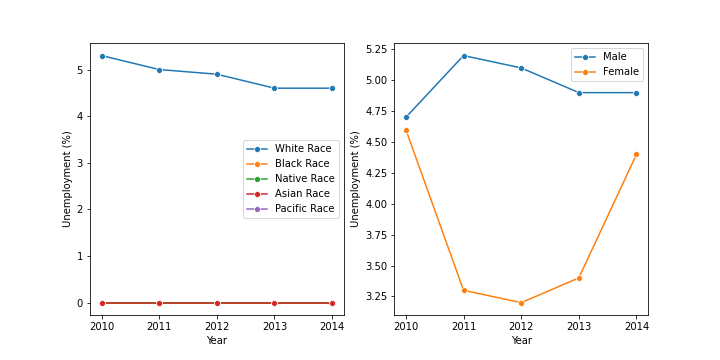 Unemployment (%)
5
4
3
2
1
0
2010 2011 2012 2013 2014
Year
White Race
Black Race
Native Race
Asian Race
Pacific Race
Unemployment (%)
5.25
5.00
4.75
4.50
4.25
4.00
3.75
3.50
3.25
2010 2011 2012 2013 2014
Year
Male
Female